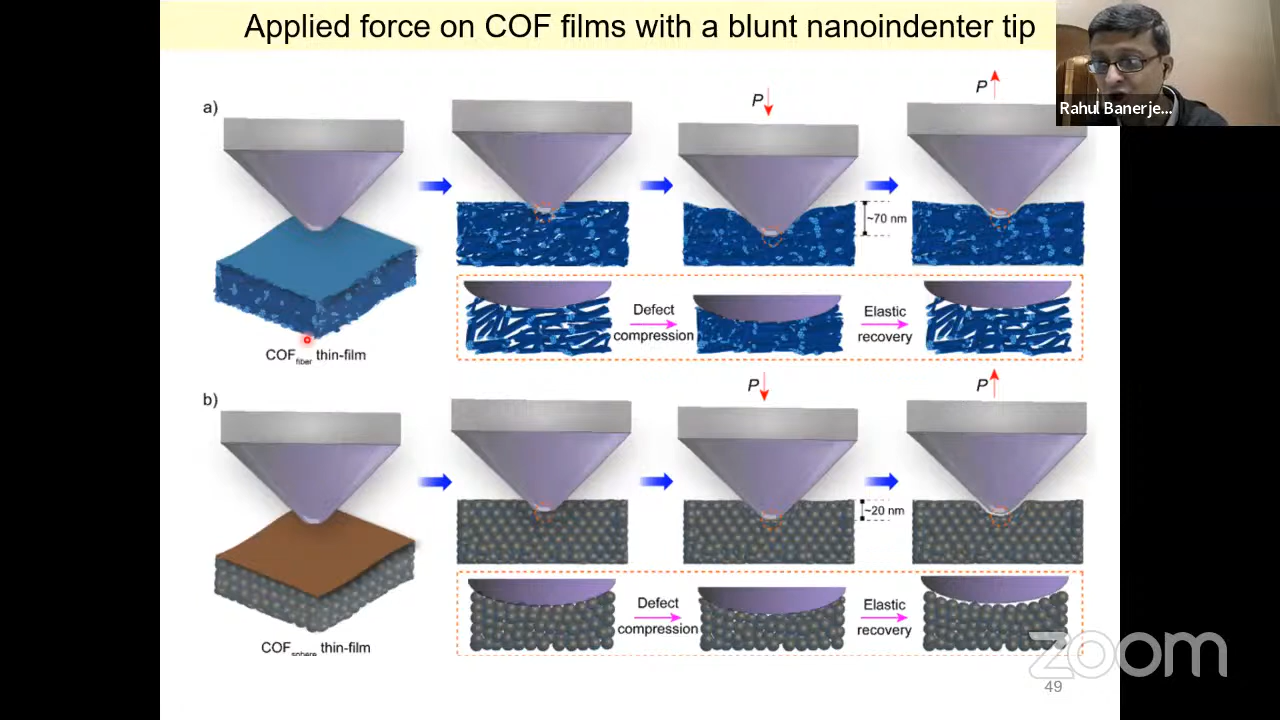 Applied force on COF films with a blunt nanoindenter tip
Rahul Banerje...
a)
P
P
~70 nm
Defect
compression
Elastic
recovery
COFfiber thin-film
b)
P
P
~20 nm
Defect
compression
Elastic
recovery
COFsphere thin-film
zoom
49